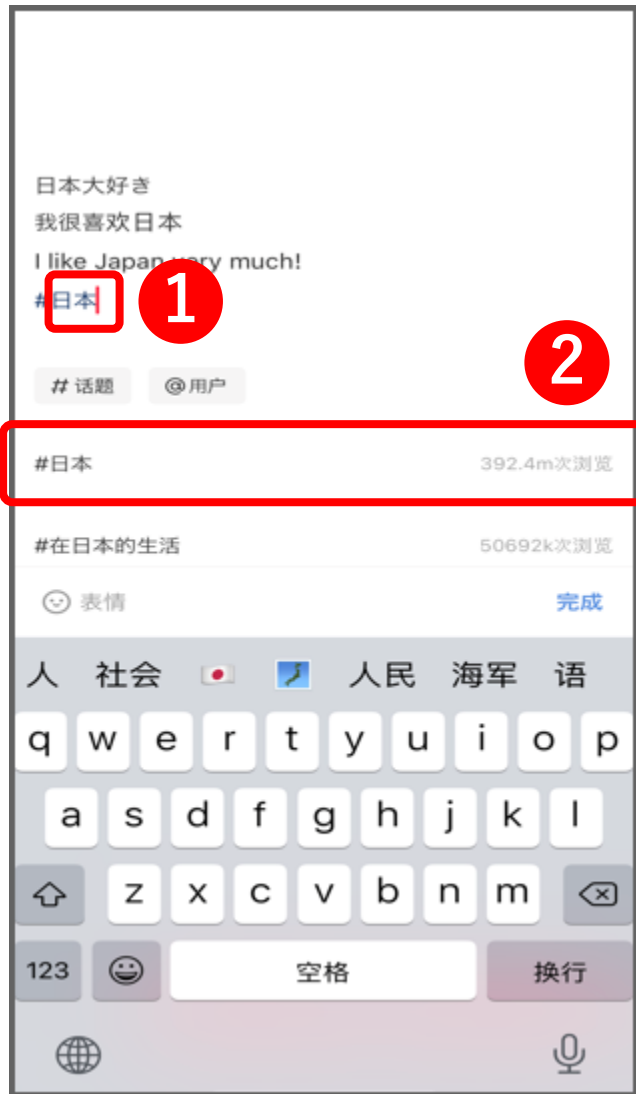 日本大好き
我很喜欢日本
I like Japan very much!
#日本
1
2
# 话题 @用户
#日本 392.4m次浏览
#在日本的生活 50692k次浏览
表情 完成
人 社会 🇯🇵 🗾 人民 海军 语
q w e r t y u i o p
a s d f g h j k l
z x c v b n m
123 空格 换行